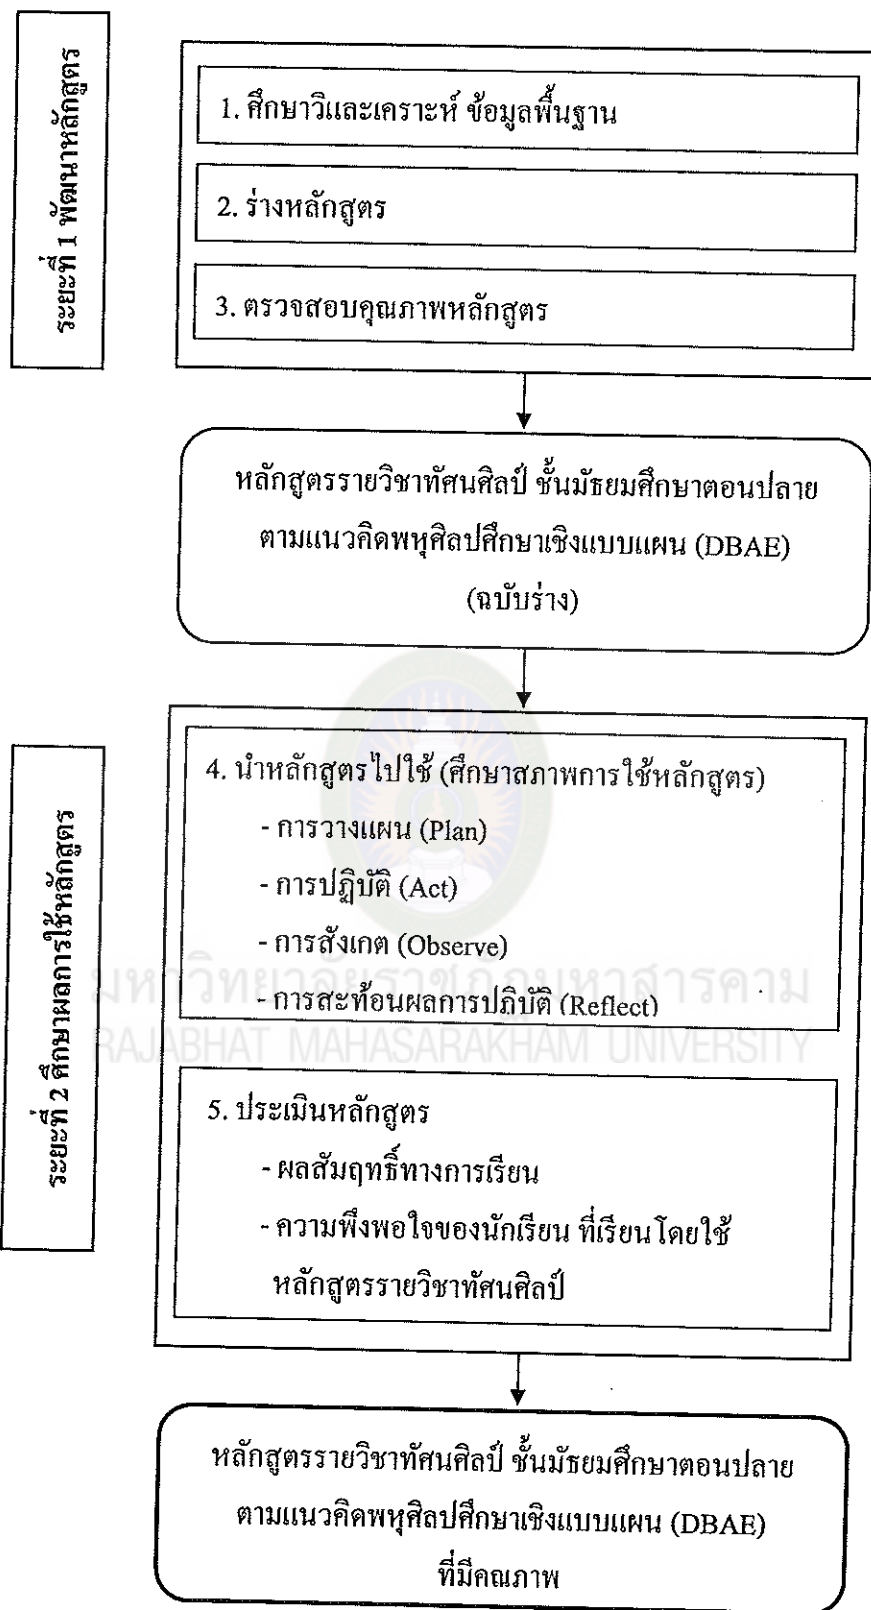 ระยะที่ 1 พัฒนาหลักสูตร
1. ศึกษาวิและเคราะห์ ข้อมูลพื้นฐาน
2. ร่างหลักสูตร
3. ตรวจสอบคุณภาพหลักสูตร
หลักสูตรรายวิชาทัศนศิลป์ ชั้นมัธยมศึกษาตอนปลาย
ตามแนวคิดพหุศิลปศึกษาเชิงแบบแผน (DBAE)
(ฉบับร่าง)
ระยะที่ 2 ศึกษาผลการใช้หลักสูตร
4. นำหลักสูตรไปใช้ (ศึกษาสภาพการใช้หลักสูตร)
- การวางแผน (Plan)
- การปฏิบัติ (Act)
- การสังเกต (Observe)
- การสะท้อนผลการปภิบัติ (Reflect)
มหาวิทยาลัยราชภัฏมหาสารคาม
RAJABHAT MAHASARAKHAM UNIVERSITY
5. ประเมินหลักสูตร
- ผลสัมฤทธิ์ทางการเรียน
- ความพึงพอใจของนักเรียน ที่เรียนโดยใช้
หลักสูตรรายวิชาทัศนศิลป์
หลักสูตรรายวิชาทัศนศิลป์ ชั้นมัธยมศึกษาตอนปลาย
ตามแนวคิดพหุศิลปศึกษาเชิงแบบแผน (DBAE)
ที่มีคุณภาพ